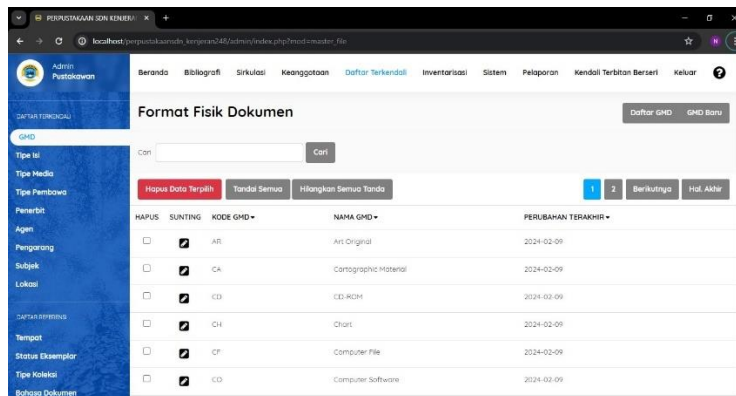 PERPUSTAKAAN SDN KENJERA
localhost/perpustakaansdn_kenjeran248/admin/index.php?mod=master_file
N
Admin
Pustakawan
Beranda Bibliografi Sirkulasi Keanggotaan Daftar Terkendali Inventarisasi Sistem Pelaporan Kendali Terbitan Berseri Keluar ?
DAFTAR TERKENDALI
GMD
Tipe Isi
Tipe Media
Tipe Pembawa
Penerbit
Agen
Pengarang
Subjek
Lokasi
DAFTAR REFERENSI
Tempat
Status Eksemplar
Tipe Koleksi
Bahasa Dokumen
Format Fisik Dokumen
Daftar GMD GMD Baru
Cari Cari
Hapus Data Terpilih Tandai Semua Hilangkan Semua Tanda 1 2 Berikutnya Hal. Akhir
HAPUS SUNTING KODE GMD NAMA GMD PERUBAHAN TERAKHIR
AR Art Original 2024-02-09
CA Cartographic Material 2024-02-09
CD CD-ROM 2024-02-09
CH Chart 2024-02-09
CF Computer File 2024-02-09
CO Computer Software 2024-02-09